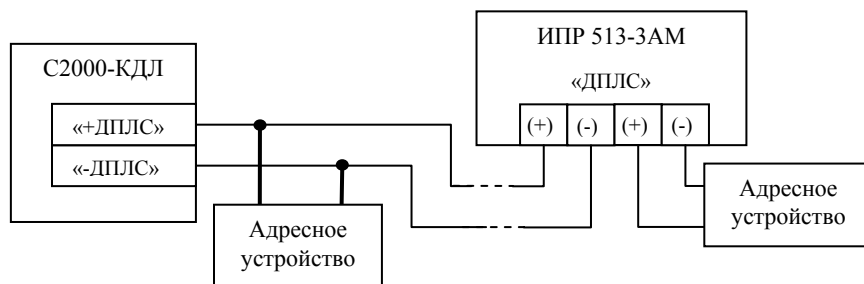 С2000-КДЛ
«+ДПЛС»
«-ДПЛС»
Адресное
устройство
ИПР 513-3АМ
«ДПЛС»
(+) (-) (+) (-)
Адресное
устройство